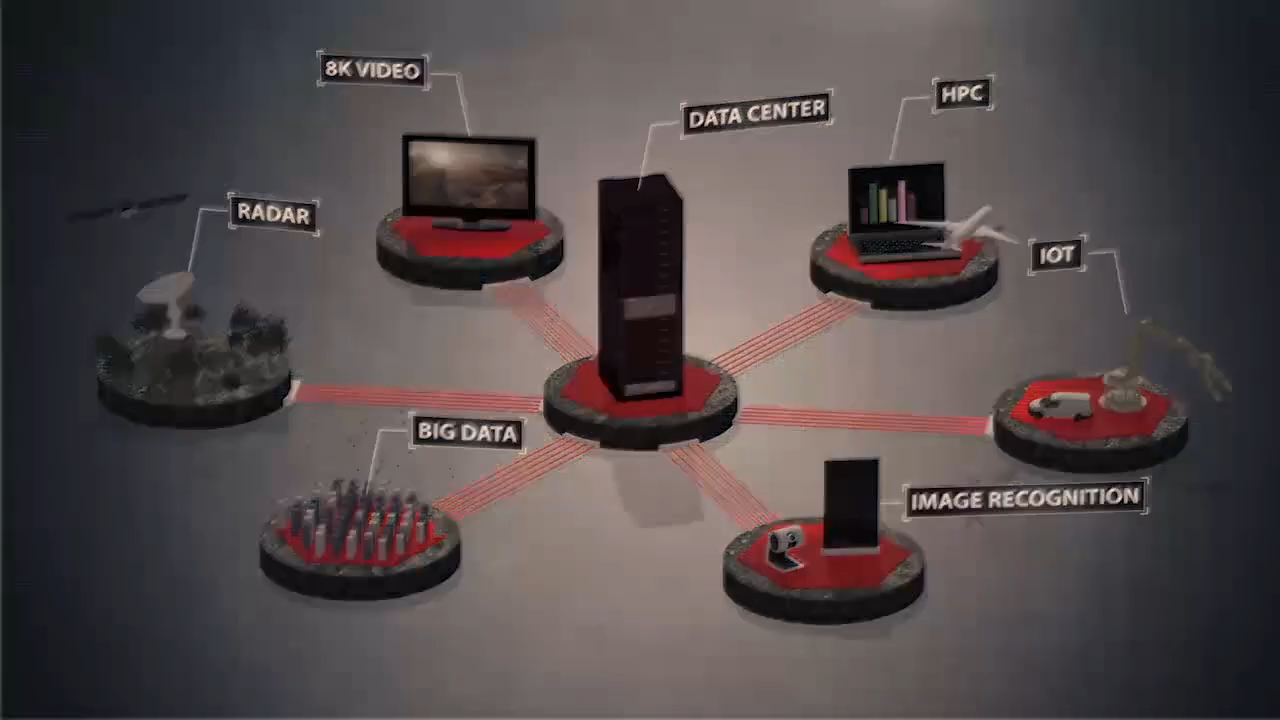 8K VIDEO
DATA CENTER
HPC
RADAR
IOT
BIG DATA
IMAGE RECOGNITION